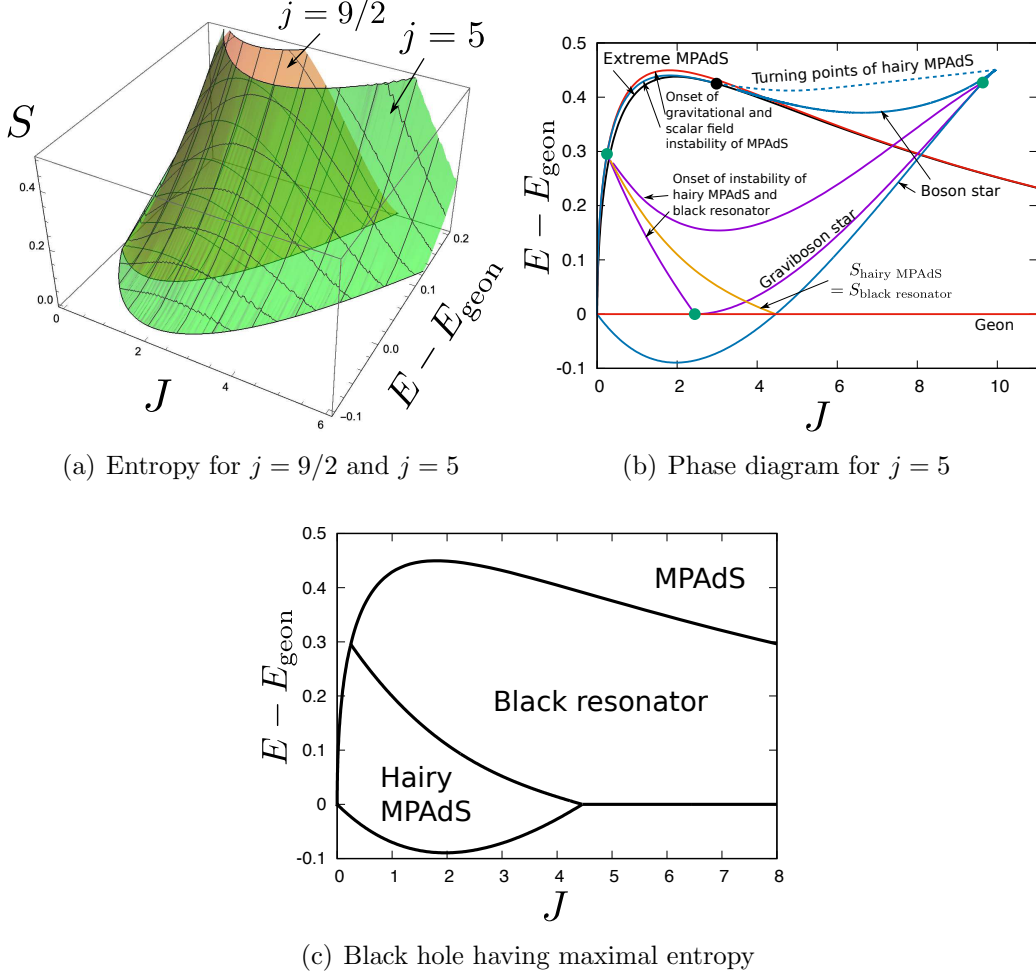 j = 9/2
j = 5
S
0.4
0.2
0.0
0
2
4
6
J
0.2
0.1
0.0
−0.1
E − E_geon
(a) Entropy for j = 9/2 and j = 5
0.5
0.4
0.3
0.2
0.1
0
-0.1
E − E_geon
Extreme MPAdS
Turning points of hairy MPAdS
Onset of
gravitational and
scalar field
instability of MPAdS
Onset of instability of
hairy MPAdS and
black resonator
Boson star
Graviboson star
S_hairy MPAdS
= S_black resonator
Geon
0 2 4 6 8 10
J
(b) Phase diagram for j = 5
0.5
0.4
0.3
0.2
0.1
0
-0.1
E − E_geon
MPAdS
Black resonator
Hairy
MPAdS
0 1 2 3 4 5 6 7 8
J
(c) Black hole having maximal entropy